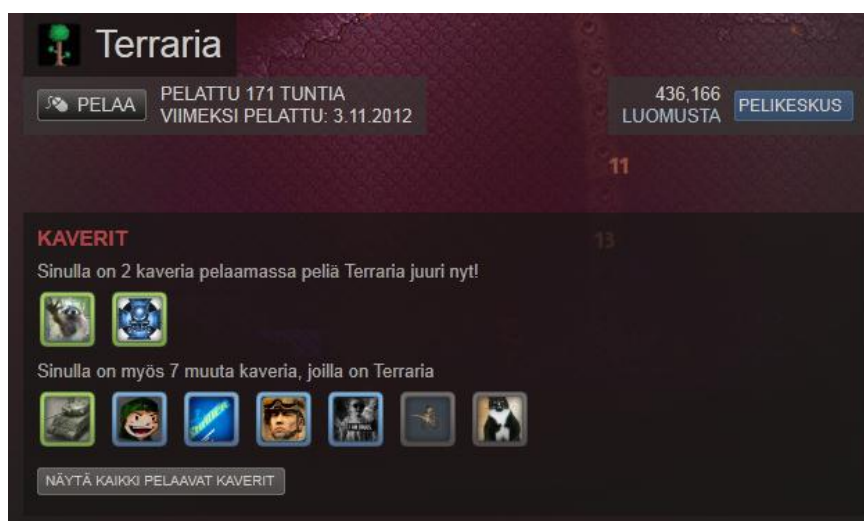 Terraria
PELAA
PELATTU 171 TUNTIA
VIIMEKSI PELATTU: 3.11.2012
436,166
LUOMUSTA
PELIKESKUS
11
13
KAVERIT
Sinulla on 2 kaveria pelaamassa peliä Terraria juuri nyt!
Sinulla on myös 7 muuta kaveria, joilla on Terraria
NÄYTÄ KAIKKI PELAAVAT KAVERIT